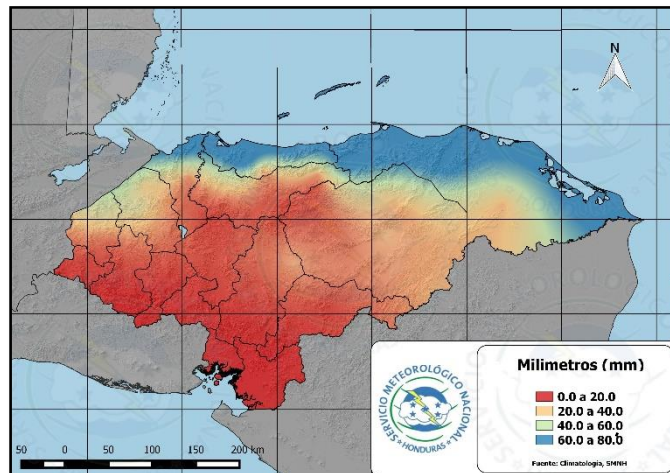 N
Milimetros (mm)
0.0 a 20.0
20.0 a 40.0
40.0 a 60.0
60.0 a 80.0
Fuente: Climatología, SMNH
SERVICIO METEOROLÓGICO NACIONAL
HONDURAS
50 0 50 100 150 200 km